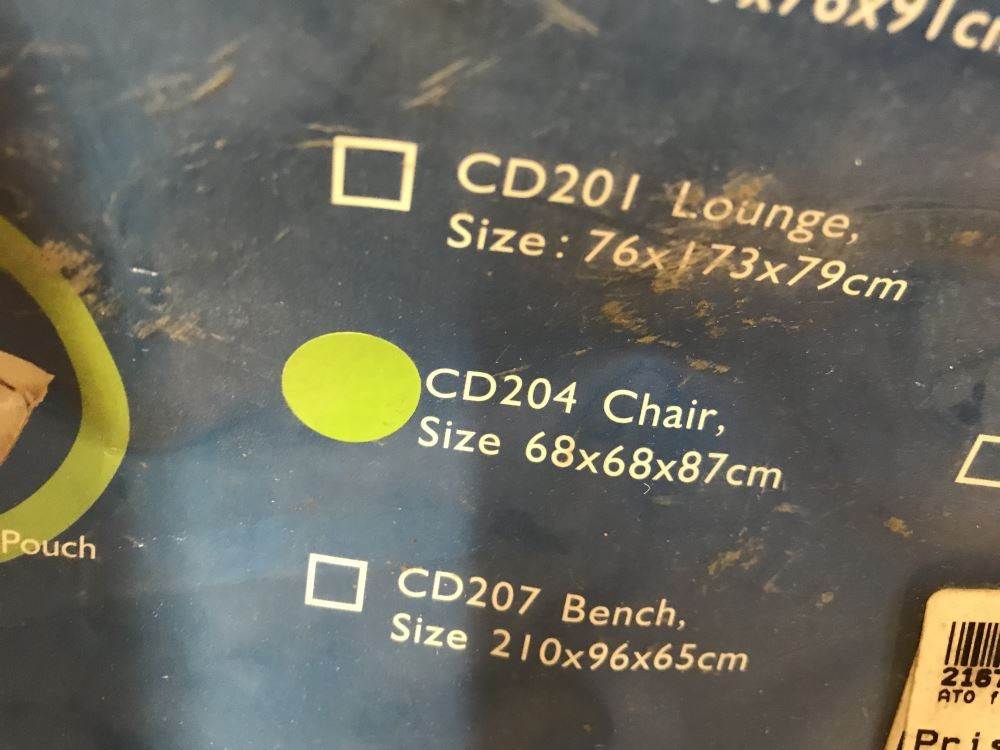 CD201 Lounge,
Size: 76x173x79cm
CD204 Chair,
Size 68x68x87cm
Pouch
CD207 Bench,
Size 210x96x65cm